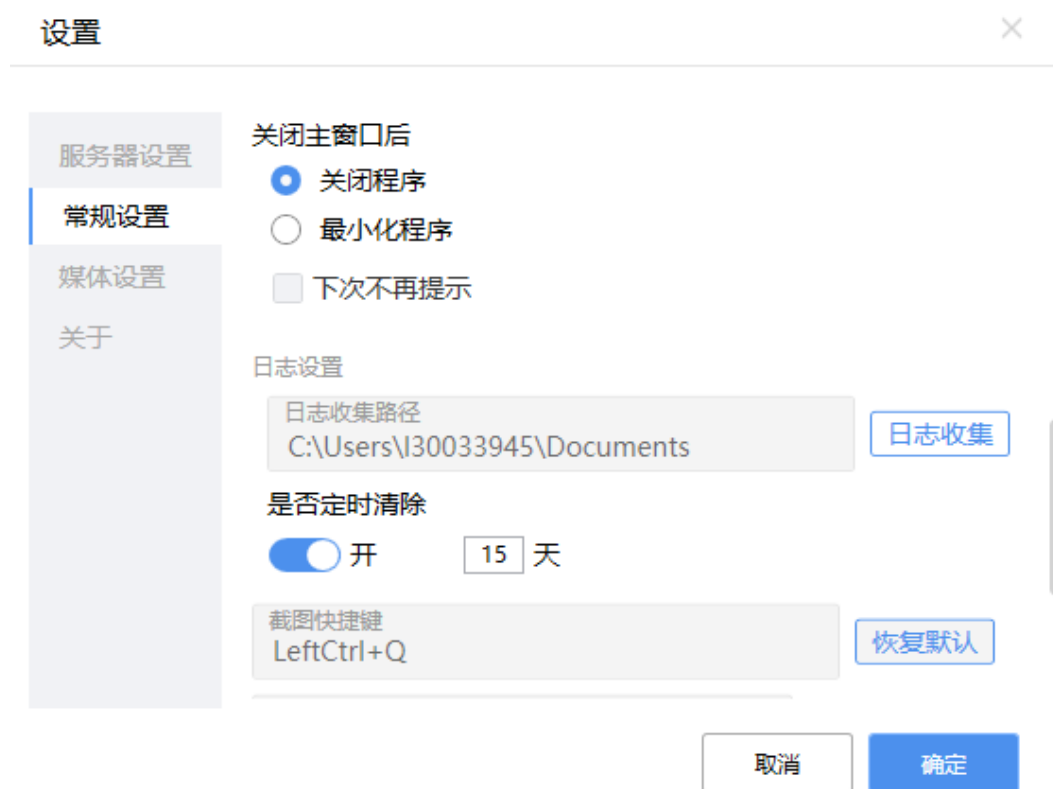 设置
服务器设置
常规设置
媒体设置
关于
关闭主窗口后
关闭程序
最小化程序
下次不再提示
日志设置
日志收集路径
C:\Users\l30033945\Documents
日志收集
是否定时清除
开 15 天
截图快捷键
LeftCtrl+Q
恢复默认
取消 确定